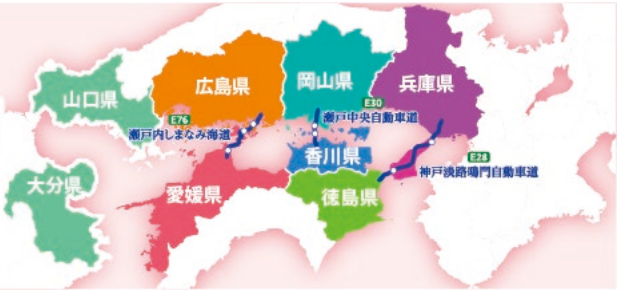 兵庫県
広島県
岡山県
山口県
E30
瀬戸中央自動車道
E76
瀬戸内しまなみ海道
香川県
E28
神戸淡路鳴門自動車道
大分県
愛媛県
徳島県